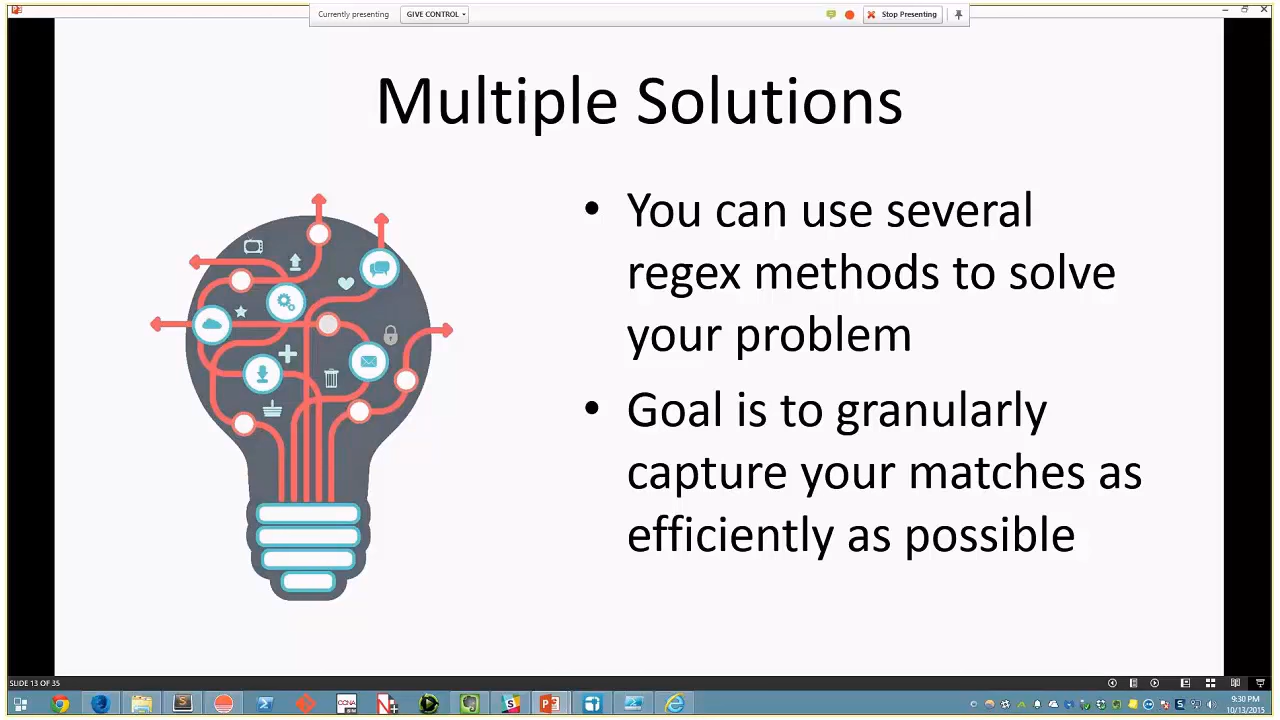 Currently presenting GIVE CONTROL Stop Presenting
Multiple Solutions
• You can use several
regex methods to solve
your problem
• Goal is to granularly
capture your matches as
efficiently as possible
SLIDE 13 OF 35
9:30 PM
10/13/2015